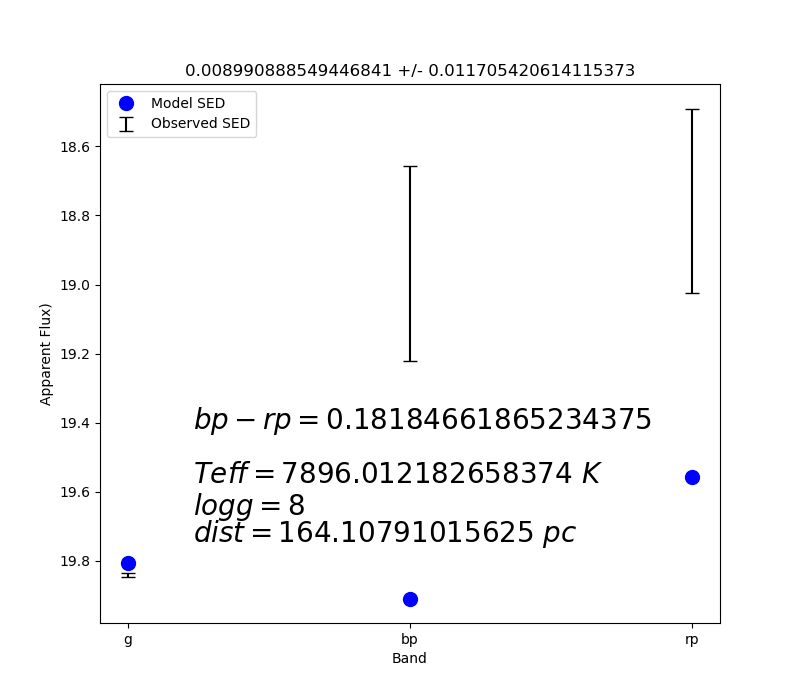 0.008990888549446841 +/- 0.011705420614115373
Model SED
Observed SED
18.6
18.8
19.0
19.2
19.4
19.6
19.8
Apparent Flux)
bp − rp = 0.18184661865234375
Teff = 7896.012182658374 K
logg = 8
dist = 164.10791015625 pc
g bp rp
Band